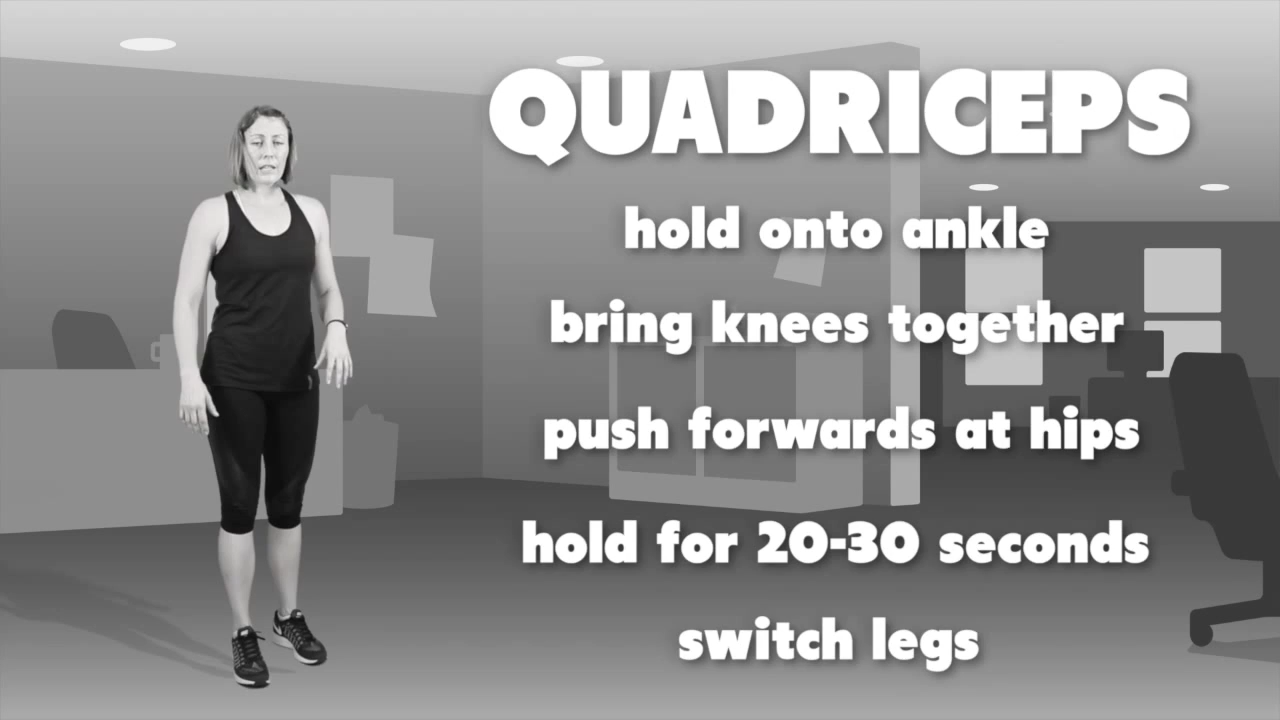 QUADRICEPS
hold onto ankle
bring knees together
push forwards at hips
hold for 20-30 seconds
switch legs